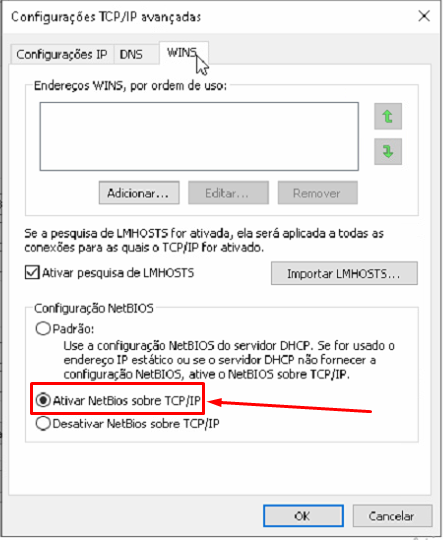 Configurações TCP/IP avançadas
Configurações IP DNS WINS
Endereços WINS, por ordem de uso:
Adicionar... Editar... Remover
Se a pesquisa de LMHOSTS for ativada, ela será aplicada a todas as
conexões para as quais o TCP/IP for ativado.
Ativar pesquisa de LMHOSTS Importar LMHOSTS...
Configuração NetBIOS
Padrão:
Use a configuração NetBIOS do servidor DHCP. Se for usado o
endereço IP estático ou se o servidor DHCP não fornecer a
configuração NetBIOS, ative o NetBIOS sobre TCP/IP.
Ativar NetBios sobre TCP/IP
Desativar NetBios sobre TCP/IP
OK Cancelar